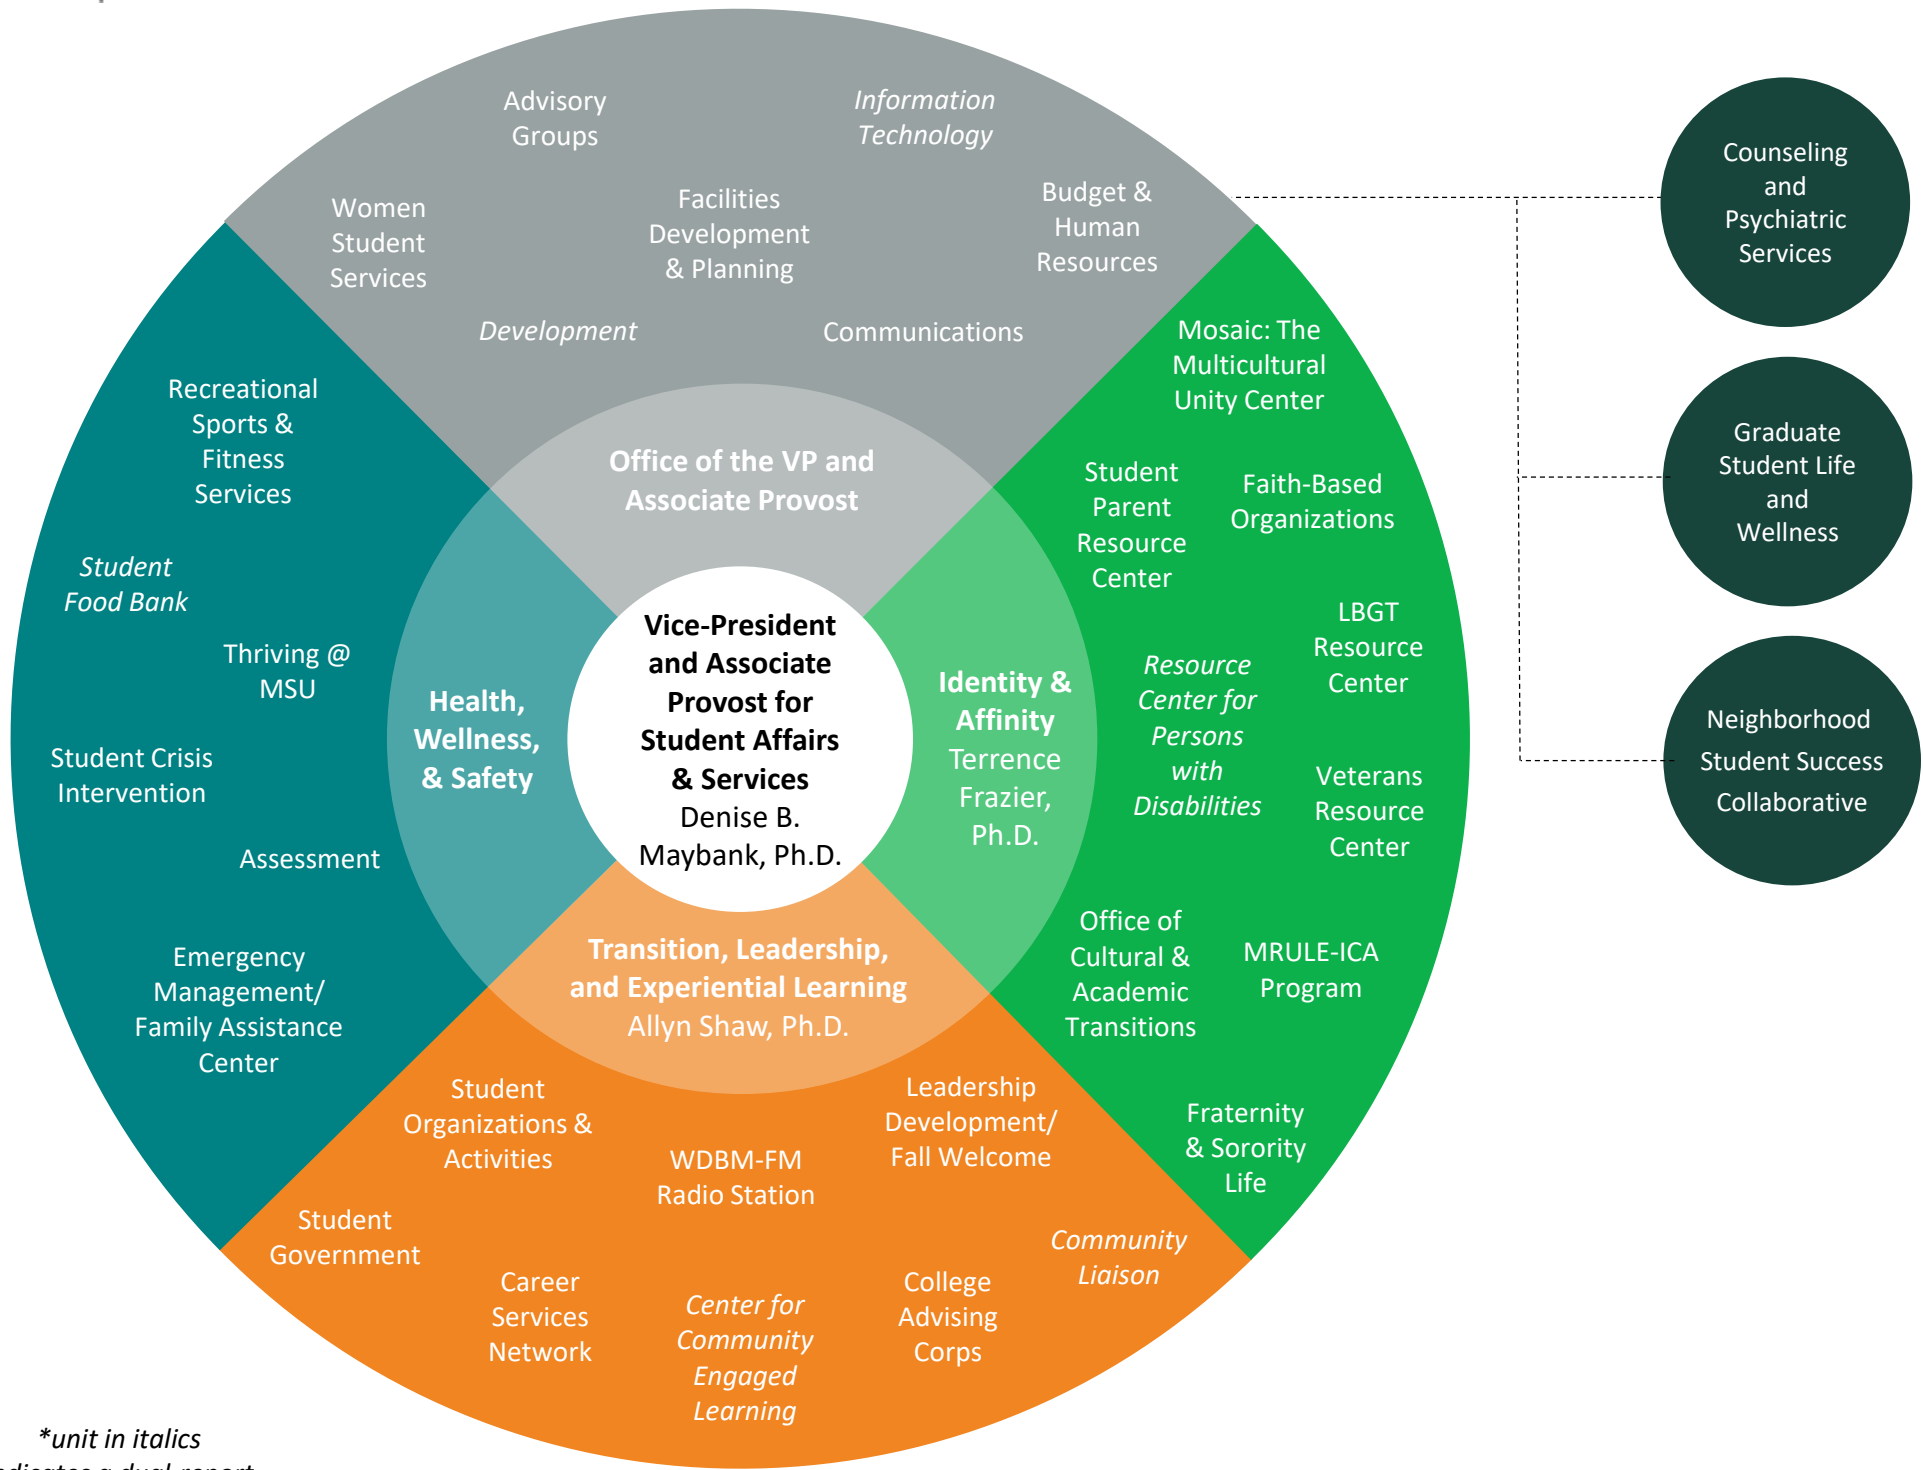 Advisory
Groups
Information
Technology
Women
Student
Services
Facilities
Development
& Planning
Budget &
Human
Resources
Development
Communications
Office of the VP and
Associate Provost
Recreational
Sports &
Fitness
Services
Student
Food Bank
Thriving @
MSU
Student Crisis
Intervention
Assessment
Emergency
Management/
Family Assistance
Center
Health,
Wellness,
& Safety
Vice-President
and Associate
Provost for
Student Affairs
& Services
Denise B.
Maybank, Ph.D.
Identity &
Affinity
Terrence
Frazier,
Ph.D.
Mosaic: The
Multicultural
Unity Center
Student
Parent
Resource
Center
Faith-Based
Organizations
LBGT
Resource
Center
Resource
Center for
Persons
with
Disabilities
Veterans
Resource
Center
Office of
Cultural &
Academic
Transitions
MRULE-ICA
Program
Fraternity
& Sorority
Life
Transition, Leadership,
and Experiential Learning
Allyn Shaw, Ph.D.
Student
Organizations &
Activities
WDBM-FM
Radio Station
Leadership
Development/
Fall Welcome
Student
Government
Career
Services
Network
Center for
Community
Engaged
Learning
College
Advising
Corps
Community
Liaison
Counseling
and
Psychiatric
Services
Graduate
Student Life
and
Wellness
Neighborhood
Student Success
Collaborative
*unit in italics
a dual report